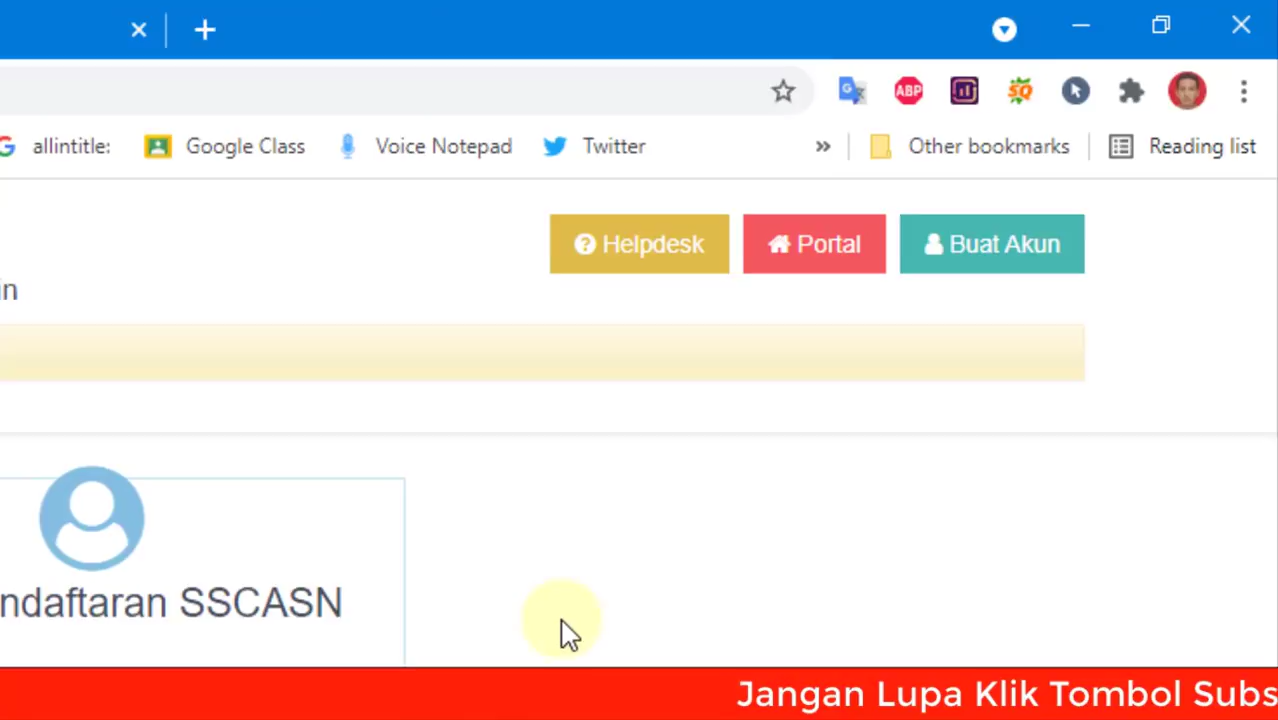 allintitle: Google Class Voice Notepad Twitter » Other bookmarks Reading list
Helpdesk Portal Buat Akun
in
ndaftaran SSCASN
Jangan Lupa Klik Tombol Subs